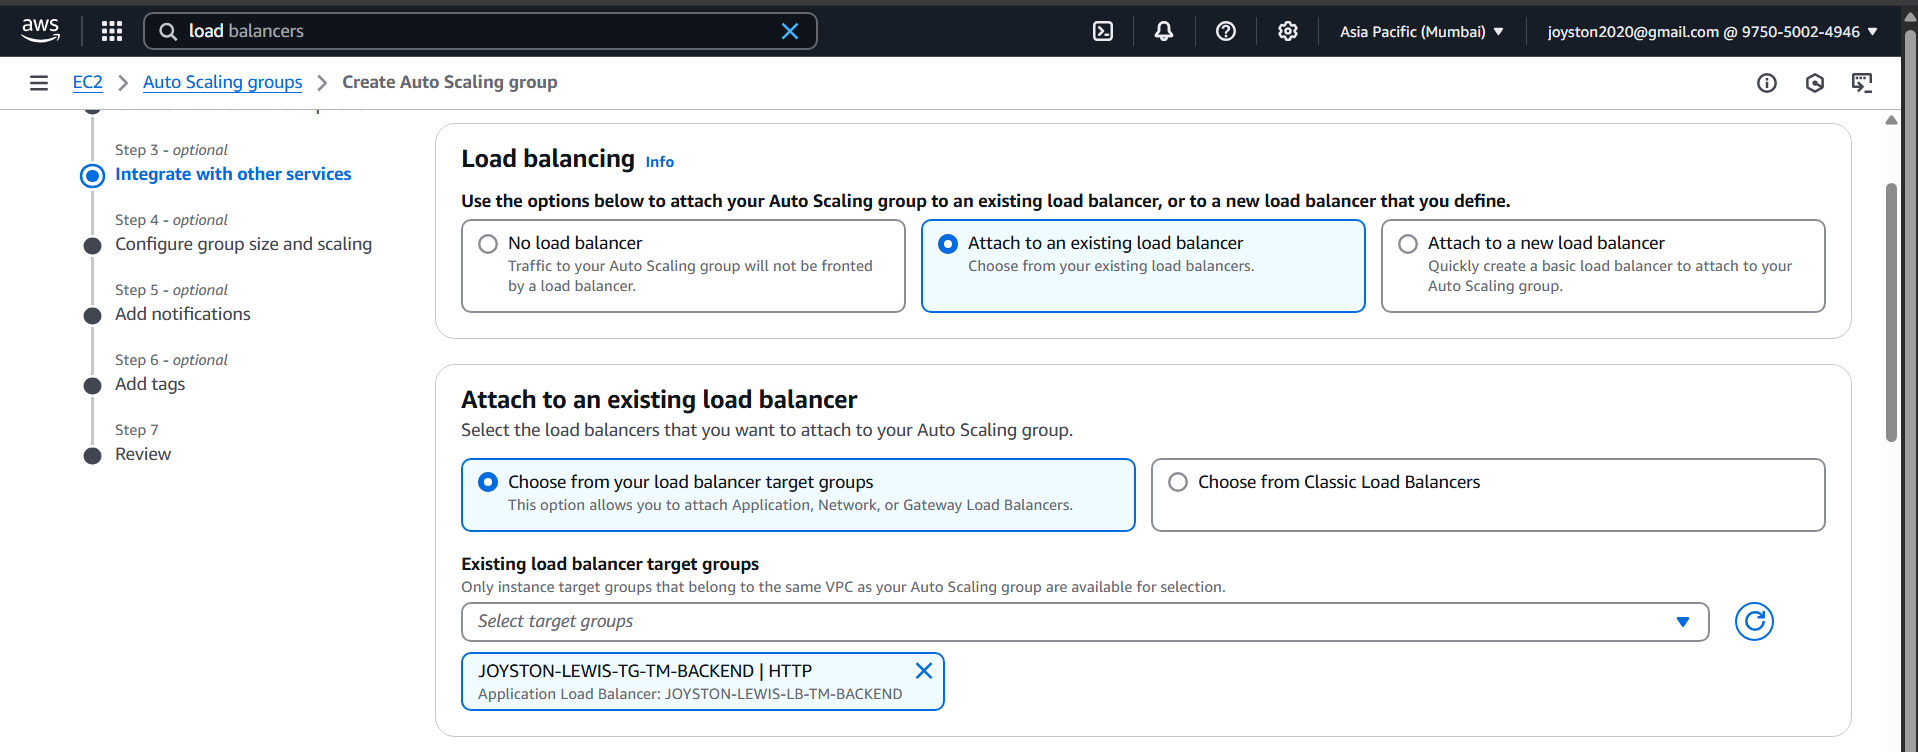 aws
load balancers
Asia Pacific (Mumbai)
joyston2020@gmail.com @ 9750-5002-4946
EC2
Auto Scaling groups
Create Auto Scaling group
Step 3 - optional
Integrate with other services
Step 4 - optional
Configure group size and scaling
Step 5 - optional
Add notifications
Step 6 - optional
Add tags
Step 7
Review
Load balancing Info
Use the options below to attach your Auto Scaling group to an existing load balancer, or to a new load balancer that you define.
No load balancer
Traffic to your Auto Scaling group will not be fronted
by a load balancer.
Attach to an existing load balancer
Choose from your existing load balancers.
Attach to a new load balancer
Quickly create a basic load balancer to attach to your
Auto Scaling group.
Attach to an existing load balancer
Select the load balancers that you want to attach to your Auto Scaling group.
Choose from your load balancer target groups
This option allows you to attach Application, Network, or Gateway Load Balancers.
Choose from Classic Load Balancers
Existing load balancer target groups
Only instance target groups that belong to the same VPC as your Auto Scaling group are available for selection.
Select target groups
JOYSTON-LEWIS-TG-TM-BACKEND | HTTP
Application Load Balancer: JOYSTON-LEWIS-LB-TM-BACKEND